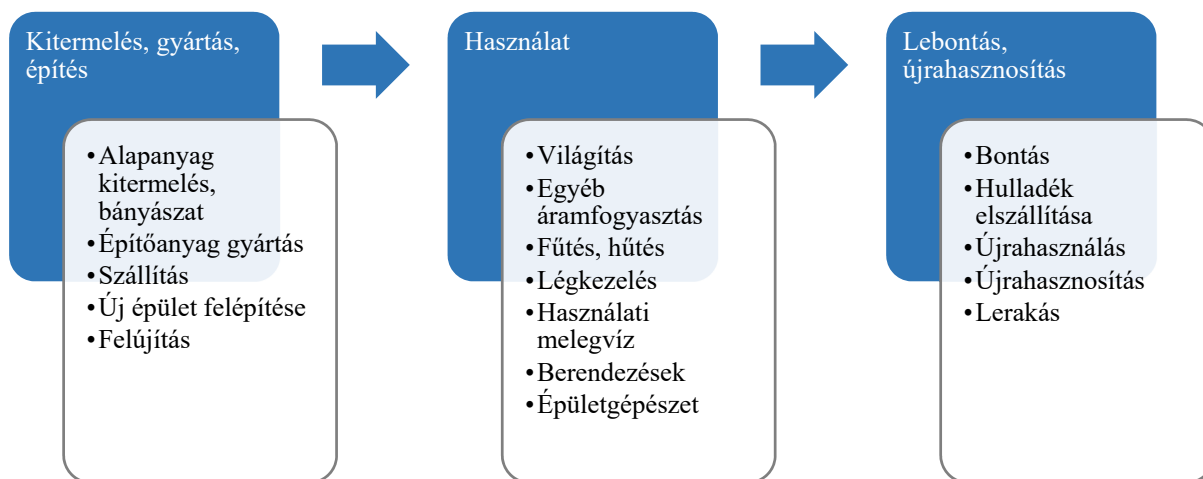 Kitermelés, gyártás,
építés
•Alapanyag
kitermelés,
bányászat
•Építőanyag gyártás
•Szállítás
•Új épület felépítése
•Felújítás
Használat
•Világítás
•Egyéb
áramfogyasztás
•Fűtés, hűtés
•Légkezelés
•Használati
melegvíz
•Berendezések
•Épületgépészet
Lebontás,
újrahasznosítás
•Bontás
•Hulladék
elszállítása
•Újrahasználás
•Újrahasznosítás
•Lerakás